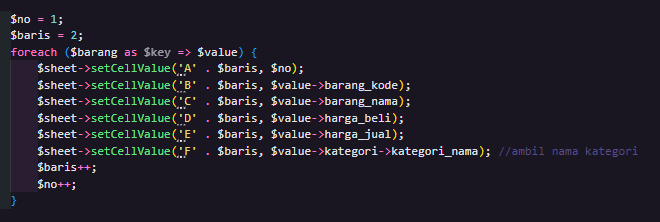 $no = 1;
$baris = 2;
foreach ($barang as $key => $value) {
    $sheet->setCellValue('A' . $baris, $no);
    $sheet->setCellValue('B' . $baris, $value->barang_kode);
    $sheet->setCellValue('C' . $baris, $value->barang_nama);
    $sheet->setCellValue('D' . $baris, $value->harga_beli);
    $sheet->setCellValue('E' . $baris, $value->harga_jual);
    $sheet->setCellValue('F' . $baris, $value->kategori->kategori_nama); //ambil nama kategori
    $baris++;
    $no++;
}